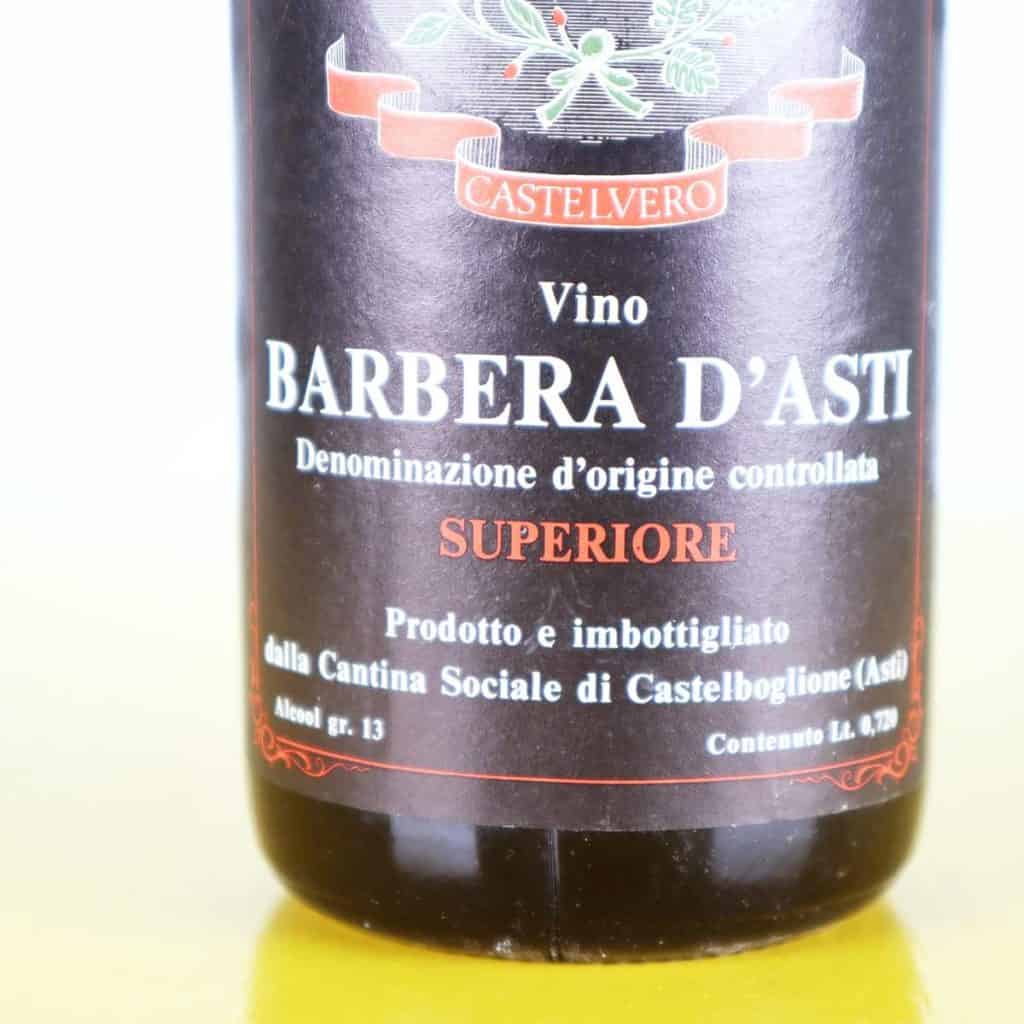 CASTELVERO
Vino
BARBERA D'ASTI
Denominazione d'origine controllata
SUPERIORE
Prodotto e imbottigliato
dalla Cantina Sociale di Castelboglione (Asti)
Alcool gr. 13
Contenuto Lt. 0,720